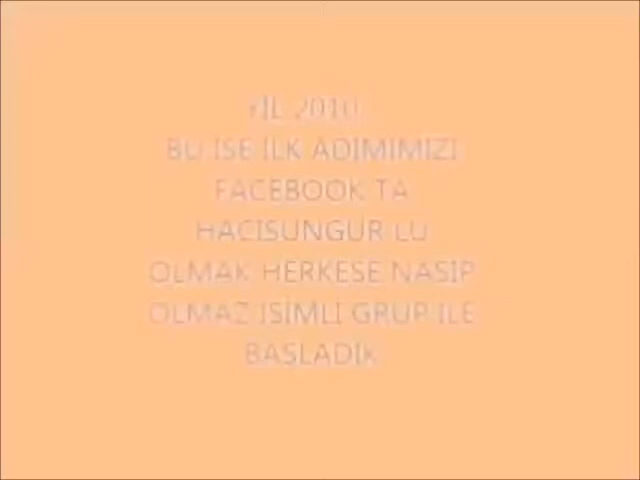 YIL 2010
BU ISE ILK ADIMIMIZI
FACEBOOK TA
HACISUNGUR LU
OLMAK HERKESE NASIP
OLMAZ ISIMLI GRUP ILE
BASLADIK